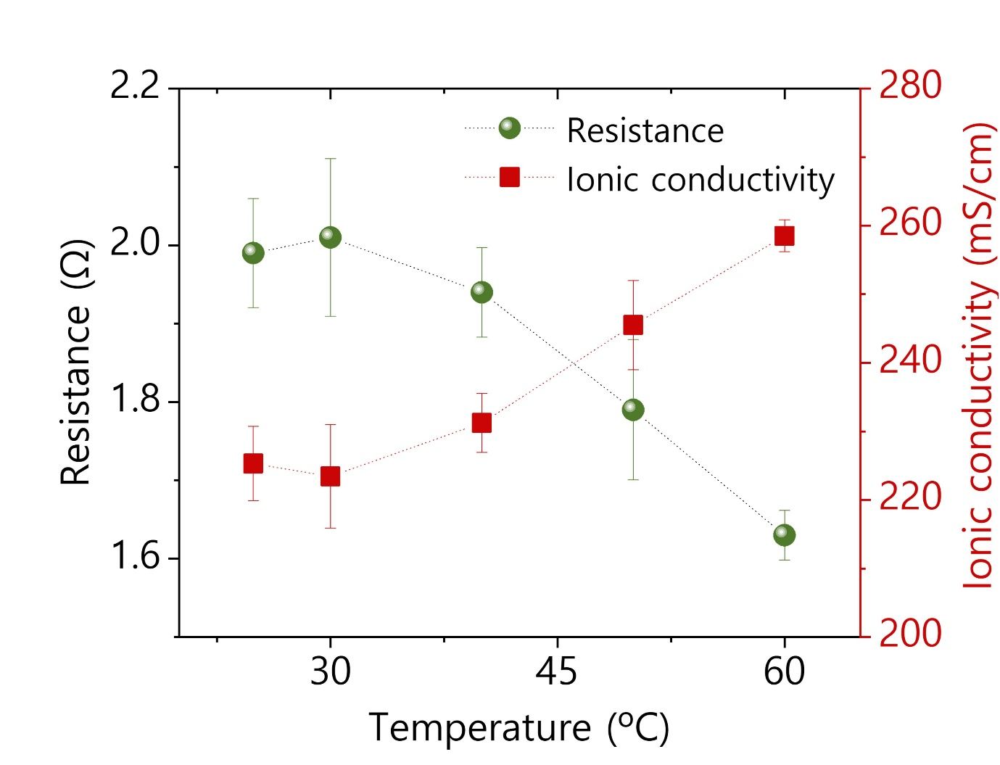 2.2
2.0
1.8
1.6
Resistance (Ω)
Resistance
Ionic conductivity
280
260
240
220
200
Ionic conductivity (mS/cm)
30 45 60
Temperature (ºC)